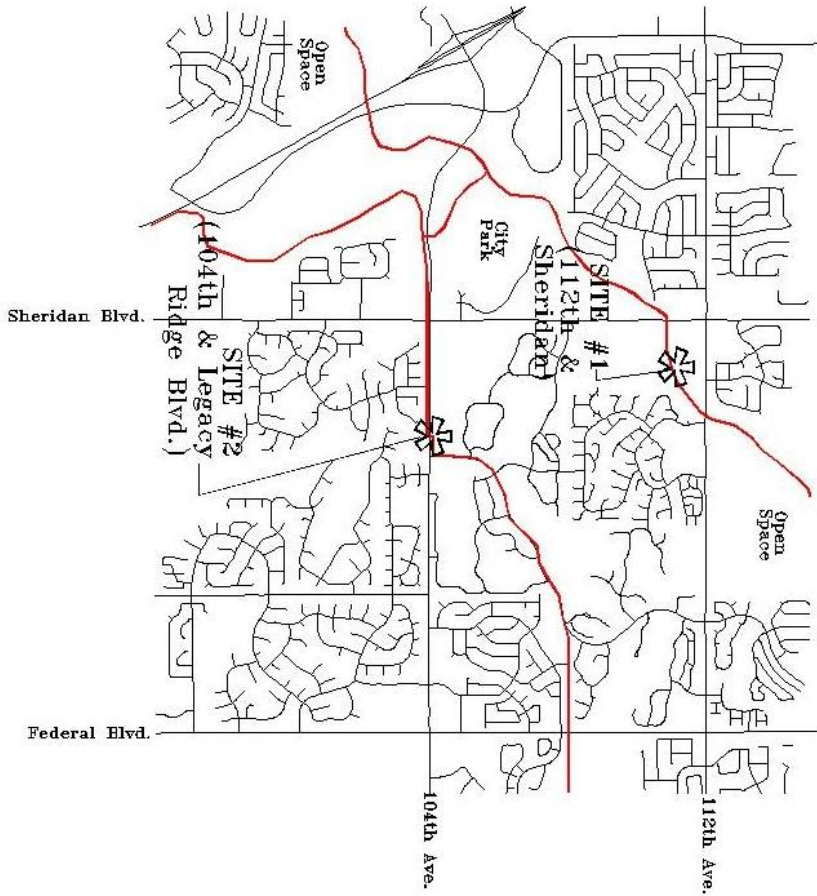 Open
Space
City
Park
SITE #1
(112th &
Sheridan)
SITE #2
(104th & Legacy
Ridge Blvd.)
Sheridan Blvd.
Open
Space
Federal Blvd.
104th Ave.
112th Ave.